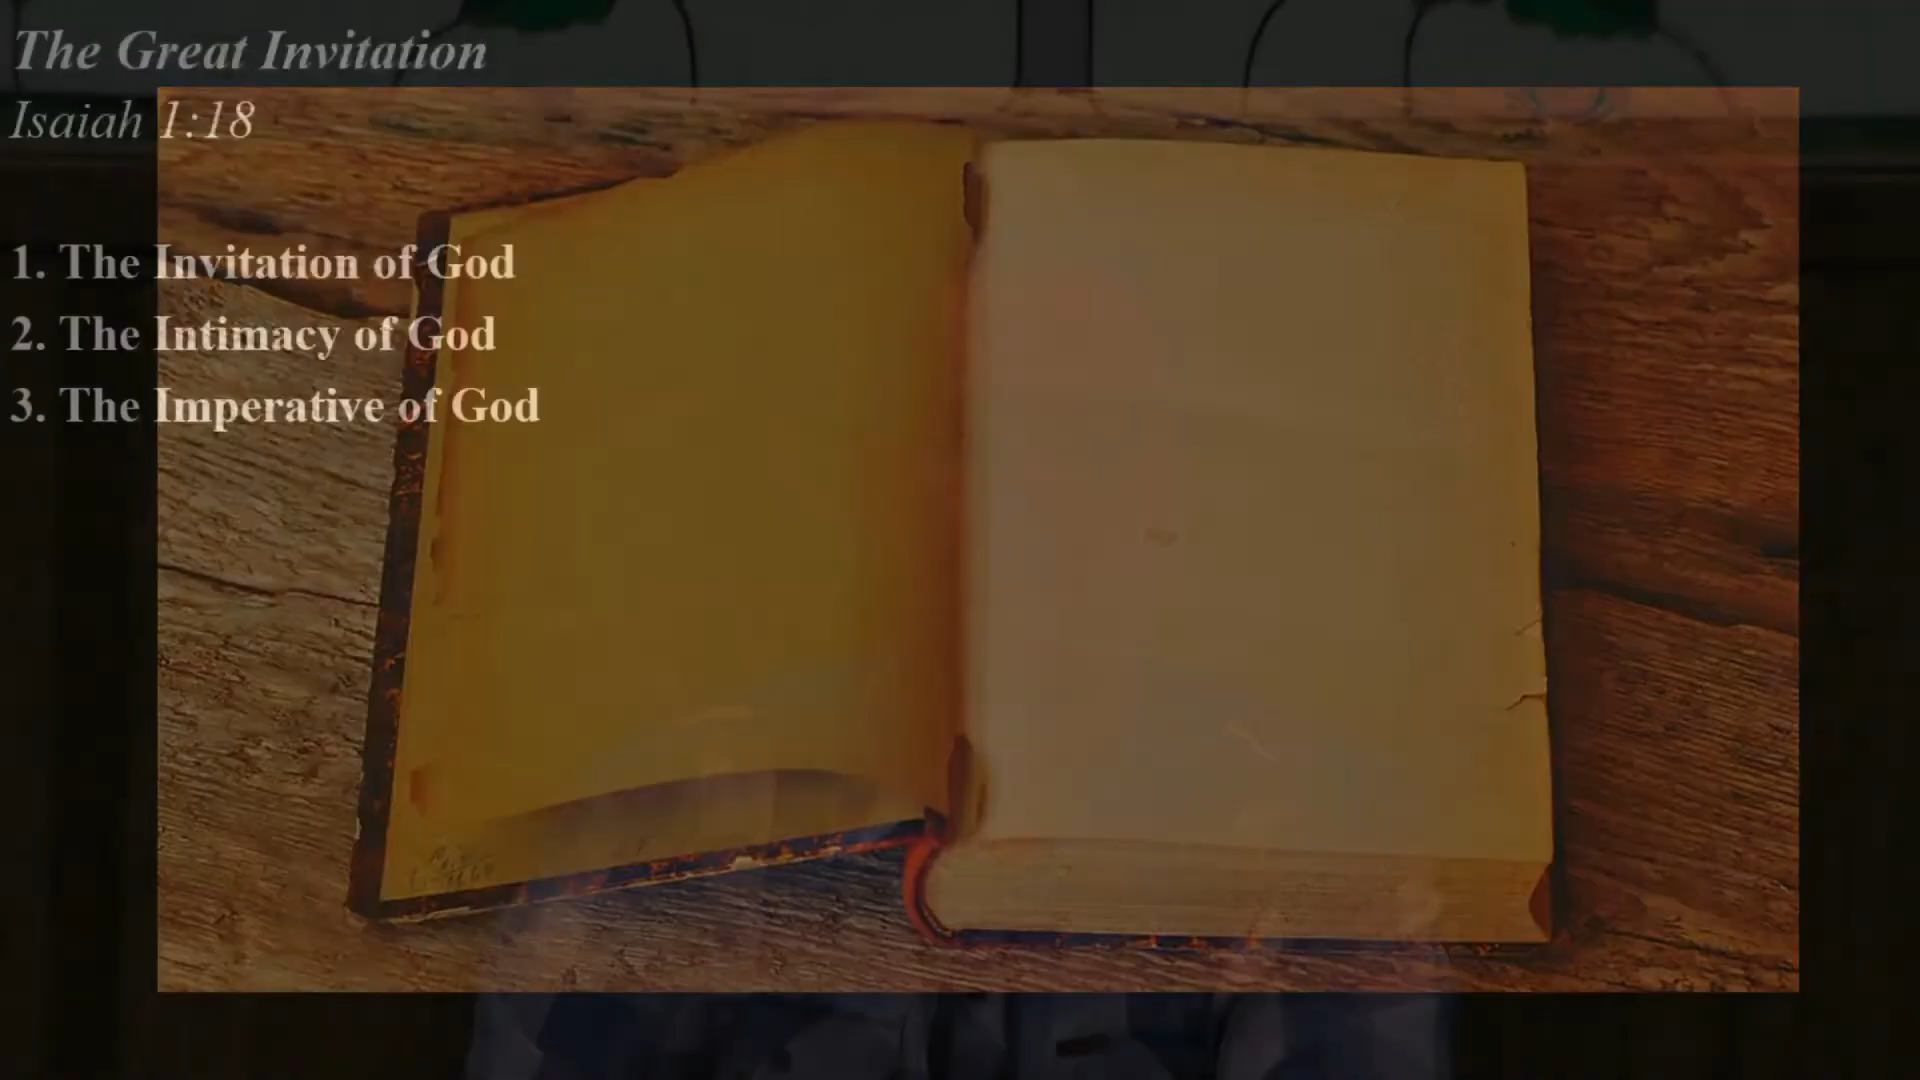 The Great Invitation
Isaiah 1:18
1. The Invitation of God
2. The Intimacy of God
3. The Imperative of God